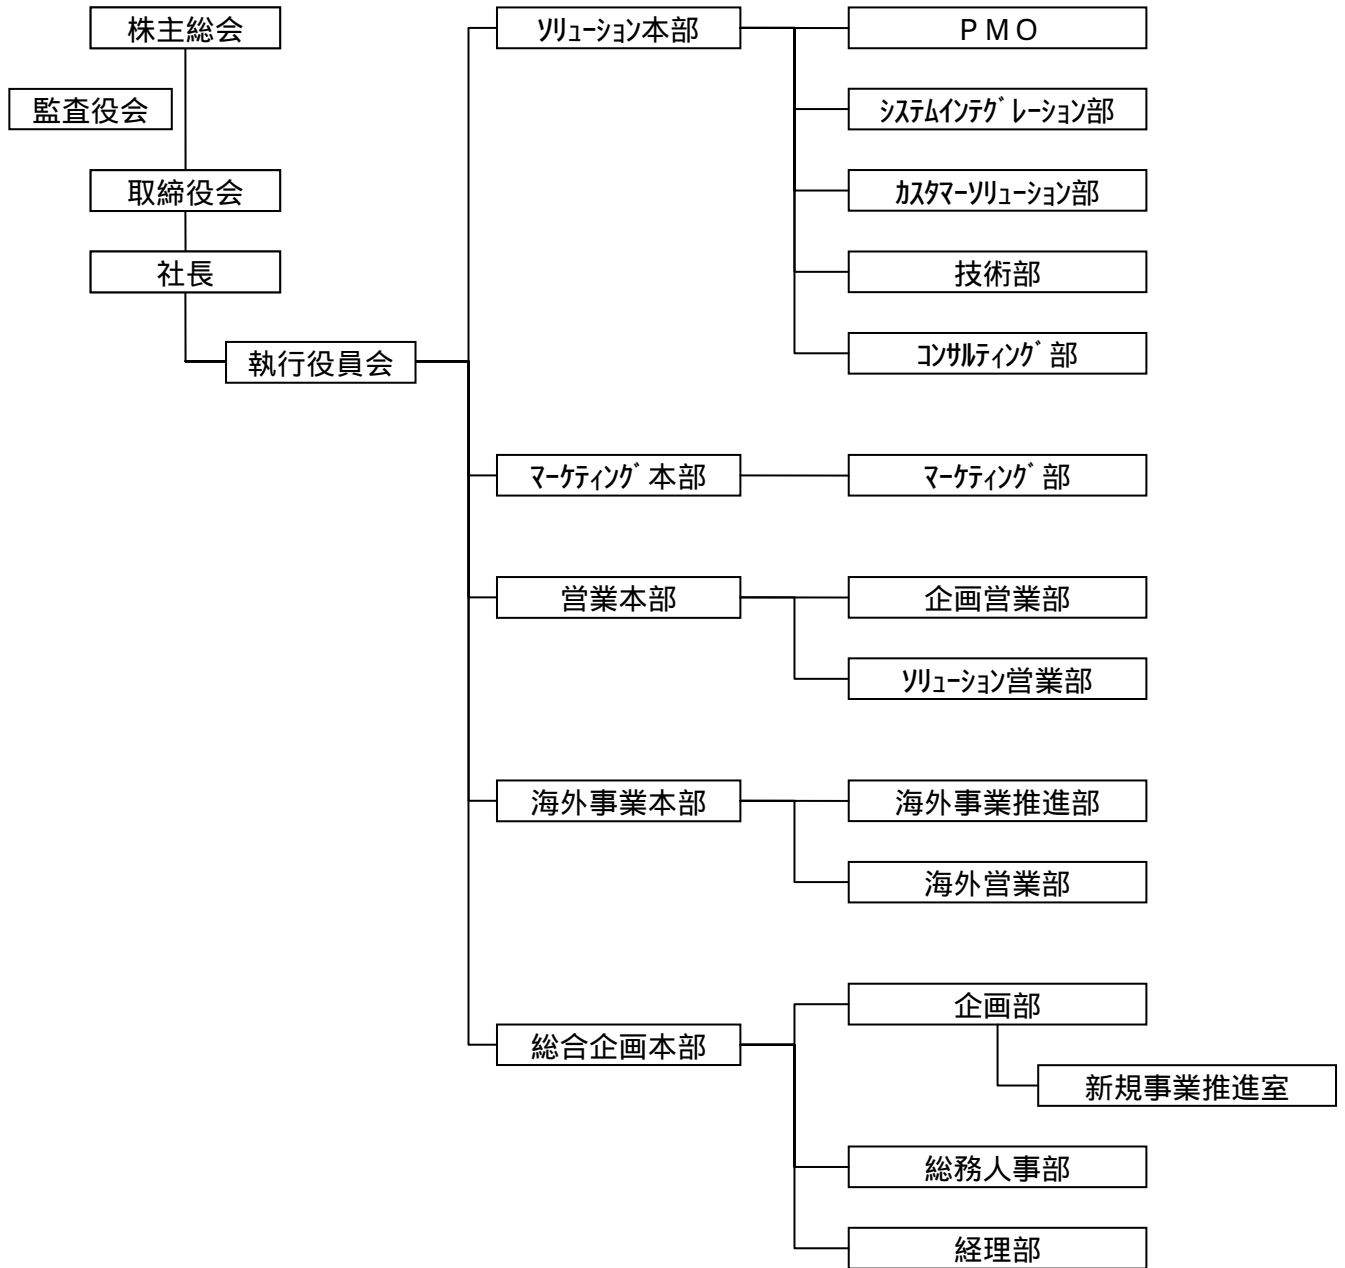 株主総会
監査役会
取締役会
社長
執行役員会
ｿﾘｭｰｼｮﾝ本部
ＰＭＯ
ｼｽﾃﾑｲﾝﾃｸﾞﾚｰｼｮﾝ部
ｶｽﾀﾏｰｿﾘｭｰｼｮﾝ部
技術部
ｺﾝｻﾙﾃｨﾝｸﾞ部
ﾏｰｹﾃｨﾝｸﾞ本部
ﾏｰｹﾃｨﾝｸﾞ部
営業本部
企画営業部
ｿﾘｭｰｼｮﾝ営業部
海外事業本部
海外事業推進部
海外営業部
総合企画本部
企画部
新規事業推進室
総務人事部
経理部